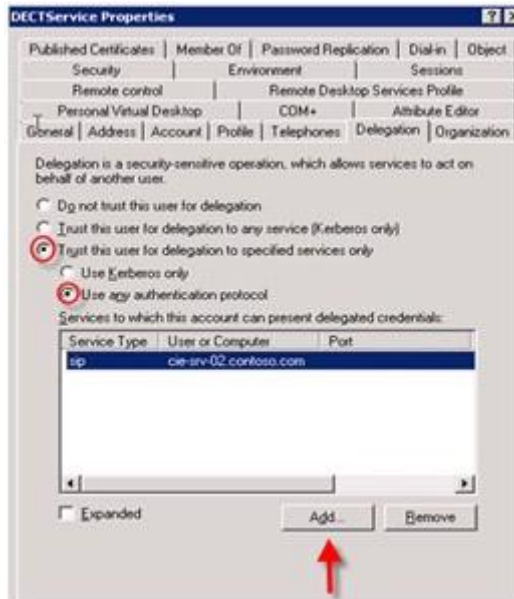 DECTService Properties
Published Certificates | Member Of | Password Replication | Dial-in | Object
Security | Environment | Sessions
Remote control | Remote Desktop Services Profile
Personal Virtual Desktop | COM+ | Attribute Editor
General | Address | Account | Profile | Telephones | Delegation | Organization
Delegation is a security-sensitive operation, which allows services to act on
behalf of another user.
Do not trust this user for delegation
Trust this user for delegation to any service (Kerberos only)
Trust this user for delegation to specified services only
Use Kerberos only
Use any authentication protocol
Services to which this account can present delegated credentials:
Service Type User or Computer Port
sip cie-srv-02.contoso.com
Expanded Add... Remove